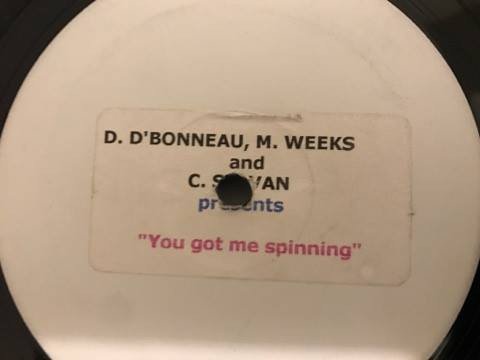 D. D'BONNEAU, M. WEEKS
and
C.
presents
"You got me spinning"